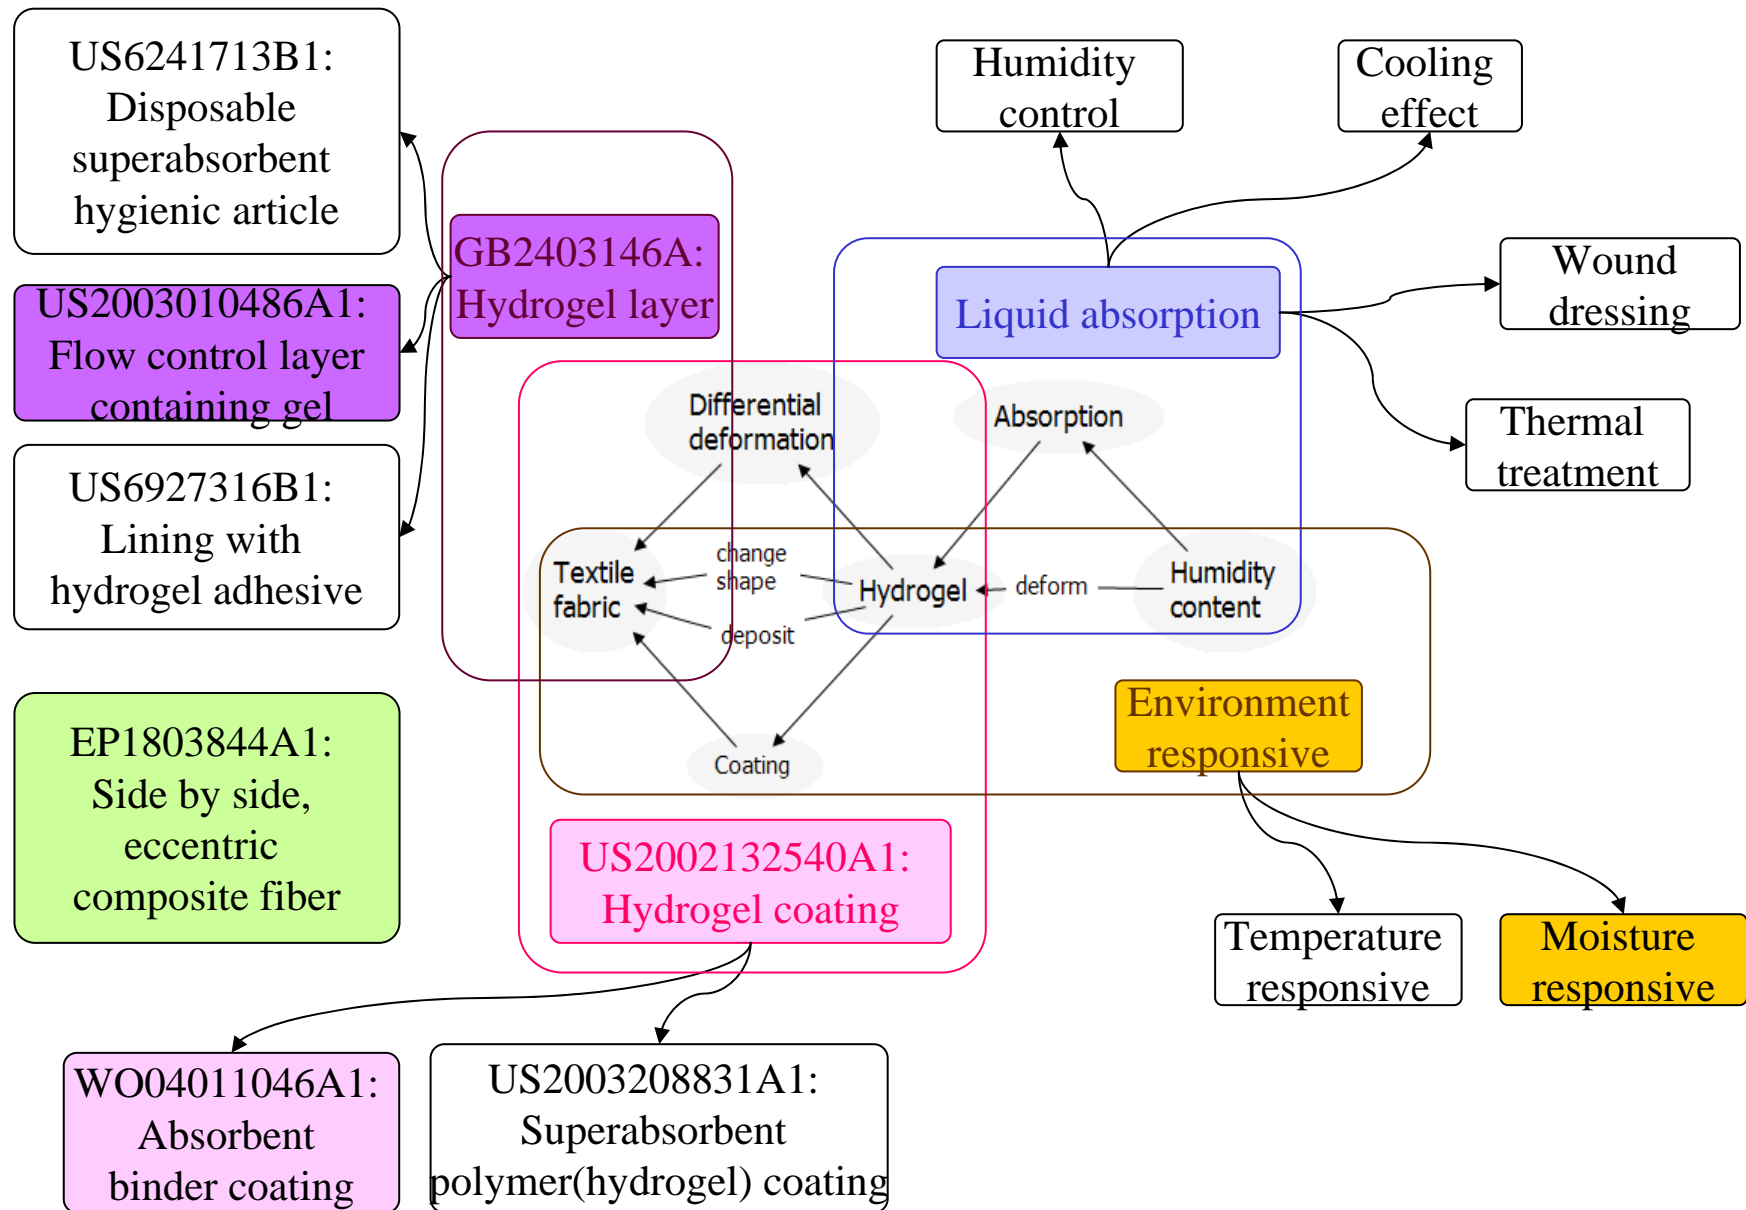 US6241713B1:
Disposable
superabsorbent
hygienic article
US2003010486A1:
Flow control layer
containing gel
US6927316B1:
Lining with
hydrogel adhesive
EP1803844A1:
Side by side,
eccentric
composite fiber
GB2403146A:
Hydrogel layer
Humidity
control
Cooling
effect
Liquid absorption
Wound
dressing
Thermal
treatment
Differential
deformation
Absorption
Textile
fabric
change
shape
deposit
Hydrogel
deform
Humidity
content
Coating
Environment
responsive
US2002132540A1:
Hydrogel coating
Temperature
responsive
Moisture
responsive
WO04011046A1:
Absorbent
binder coating
US2003208831A1:
Superabsorbent
polymer(hydrogel) coating